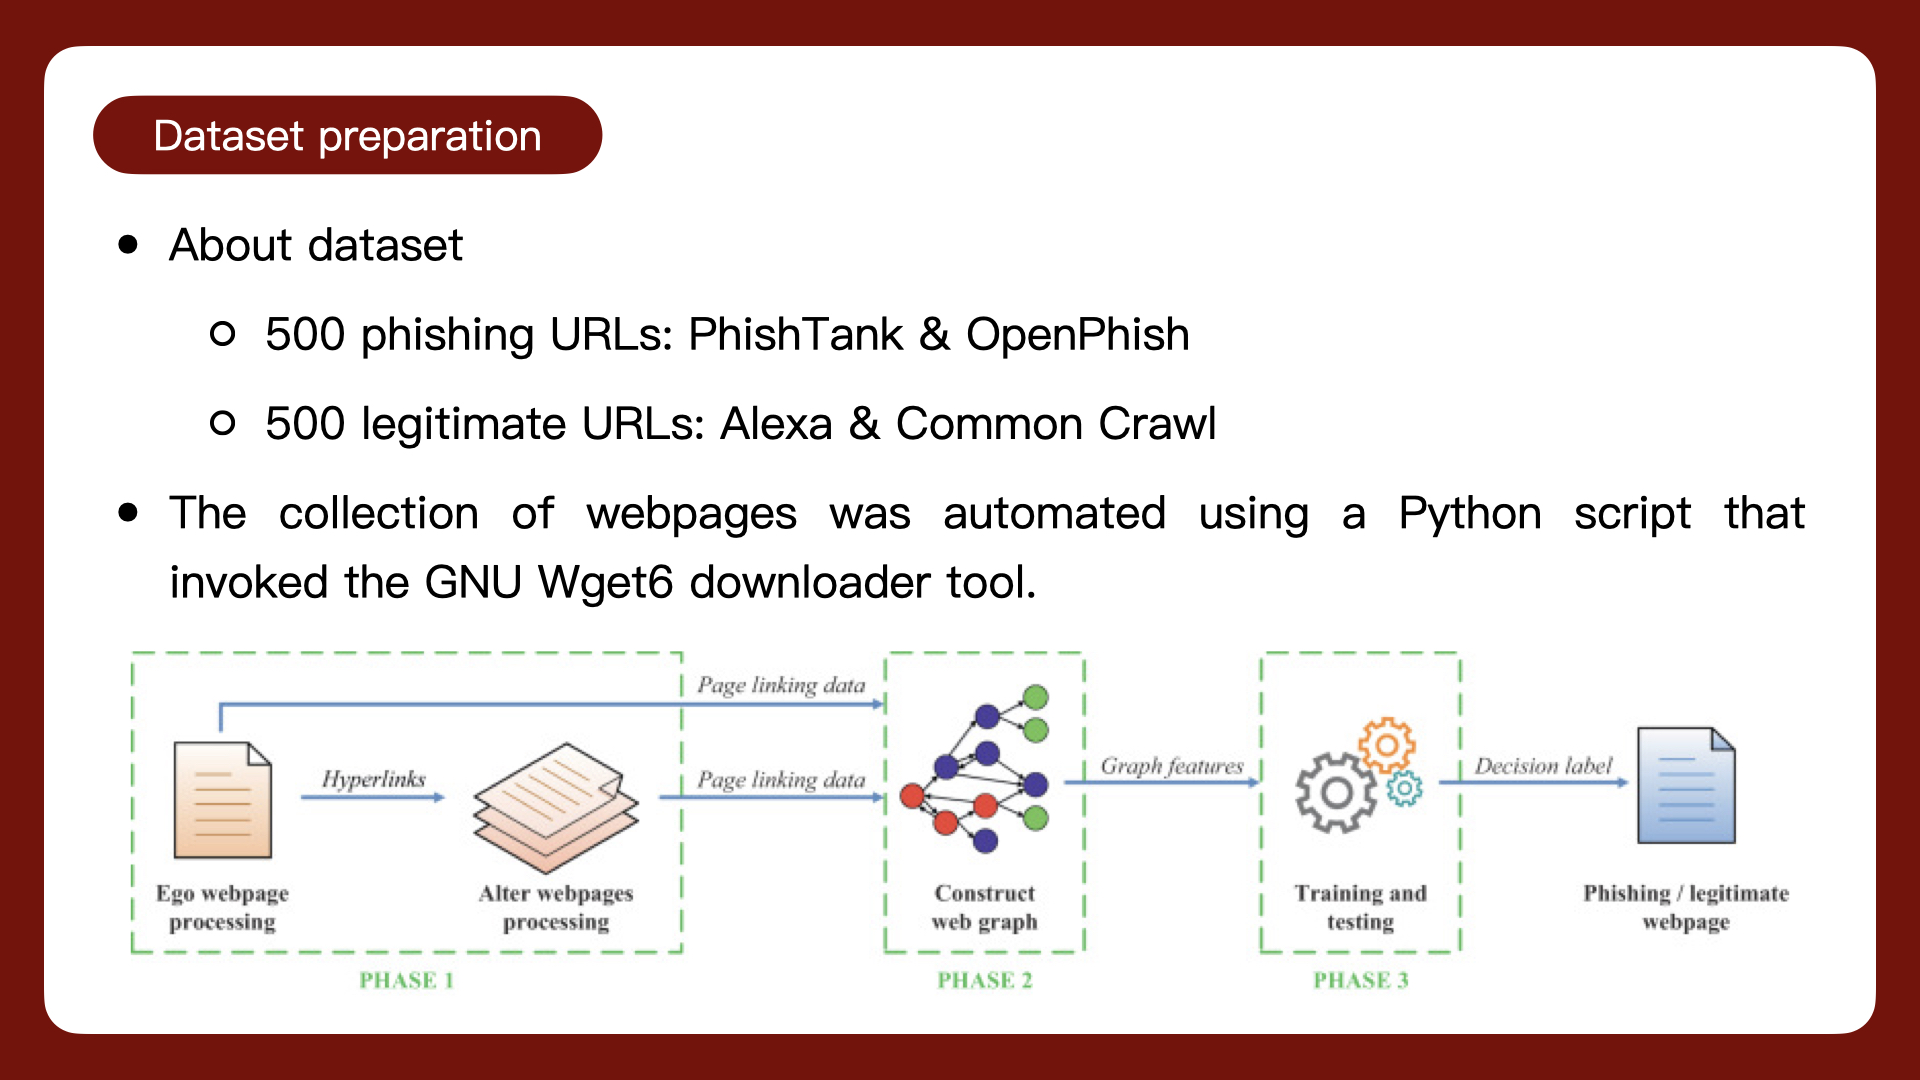 Dataset preparation
About dataset
500 phishing URLs: PhishTank & OpenPhish
500 legitimate URLs: Alexa & Common Crawl
The collection of webpages was automated using a Python script that
invoked the GNU Wget6 downloader tool.
Page linking data
Hyperlinks
Page linking data
Graph features
Decision label
Ego webpage
processing
Alter webpages
processing
Construct
web graph
Training and
testing
Phishing / legitimate
webpage
PHASE 1
PHASE 2
PHASE 3